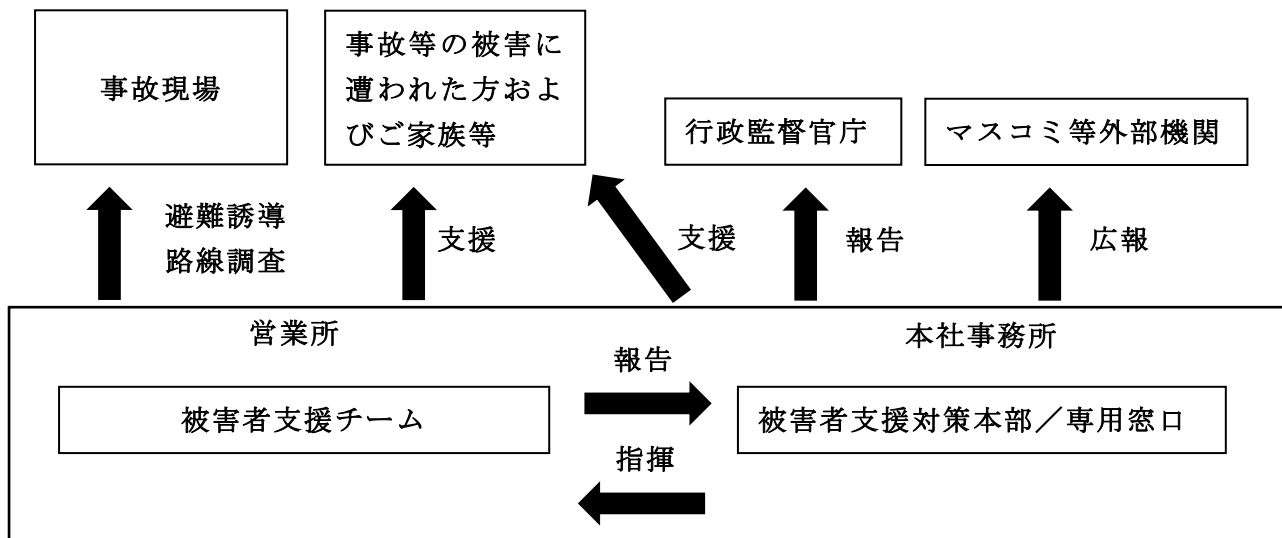 事故現場
事故等の被害に
遭われた方およ
びご家族等
行政監督官庁
マスコミ等外部機関
避難誘導
路線調査
支援
支援
報告
広報
営業所
本社事務所
報告
被害者支援チーム
被害者支援対策本部／専用窓口
指揮